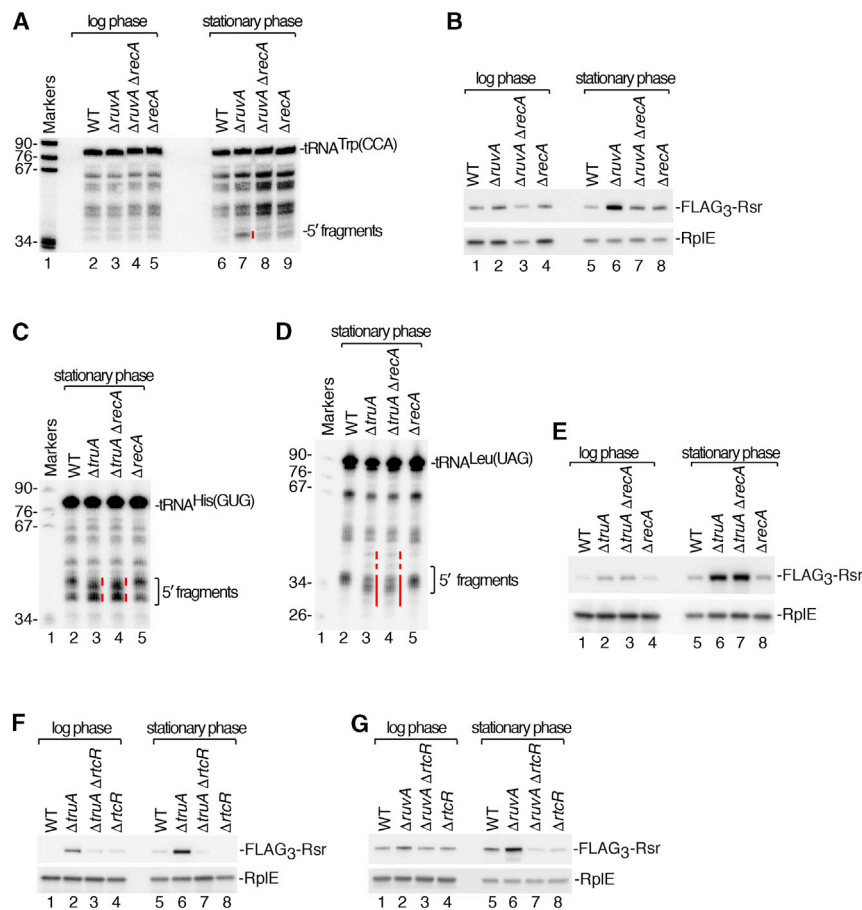 A
log phase
stationary phase
Markers
WT
ΔruvA
ΔruvA ΔrecA
ΔrecA
WT
ΔruvA
ΔruvA ΔrecA
ΔrecA
90-
76-
67-
34-
-tRNATrp(CCA)
-5′ fragments
1 2 3 4 5 6 7 8 9
B
log phase
stationary phase
WT
ΔruvA
ΔruvA ΔrecA
ΔrecA
WT
ΔruvA
ΔruvA ΔrecA
ΔrecA
-FLAG3-Rsr
-RplE
1 2 3 4 5 6 7 8
C
stationary phase
Markers
WT
ΔtruA
ΔtruA ΔrecA
ΔrecA
90-
76-
67-
34-
-tRNAHis(GUG)
5′ fragments
1 2 3 4 5
D
stationary phase
Markers
WT
ΔtruA
ΔtruA ΔrecA
ΔrecA
90-
76-
67-
34-
26-
-tRNALeu(UAG)
5′ fragments
1 2 3 4 5
E
log phase
stationary phase
WT
ΔtruA
ΔtruA ΔrecA
ΔrecA
WT
ΔtruA
ΔtruA ΔrecA
ΔrecA
-FLAG3-Rsr
-RplE
1 2 3 4 5 6 7 8
F
log phase
stationary phase
WT
ΔtruA
ΔtruA ΔrtcR
ΔrtcR
WT
ΔtruA
ΔtruA ΔrtcR
ΔrtcR
-FLAG3-Rsr
-RplE
1 2 3 4 5 6 7 8
G
log phase
stationary phase
WT
ΔruvA
ΔruvA ΔrtcR
ΔrtcR
WT
ΔruvA
ΔruvA ΔrtcR
ΔrtcR
-FLAG3-Rsr
-RplE
1 2 3 4 5 6 7 8